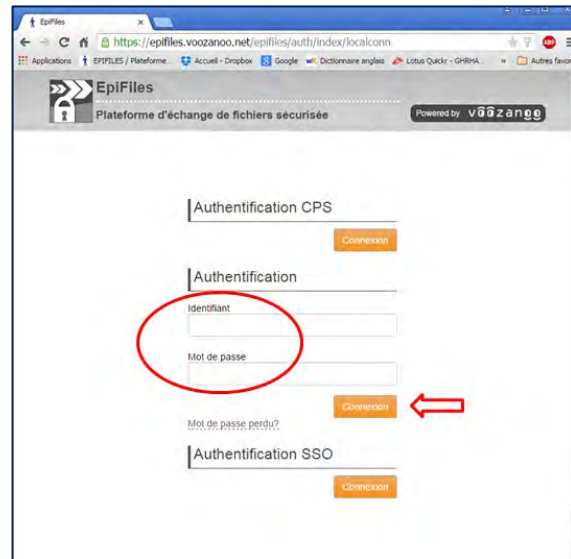 EpiFiles
https://epifiles.voozanoo.net/epifiles/auth/index/localconn
Applications EPIFILES / Plateforme... Accueil - Dropbox Google Dictionnaire anglais Lotus Quickr - GHRHA... » Autres favor
EpiFiles
Plateforme d'échange de fichiers sécurisée
Powered by voozanoo
Authentification CPS
Connexion
Authentification
Identifiant
Mot de passe
Connexion
Mot de passe perdu?
Authentification SSO
Connexion